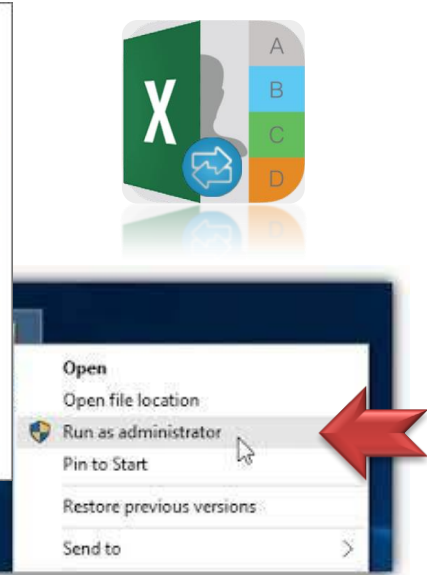 X
A
B
C
D
Open
Open file location
Run as administrator
Pin to Start
Restore previous versions
Send to